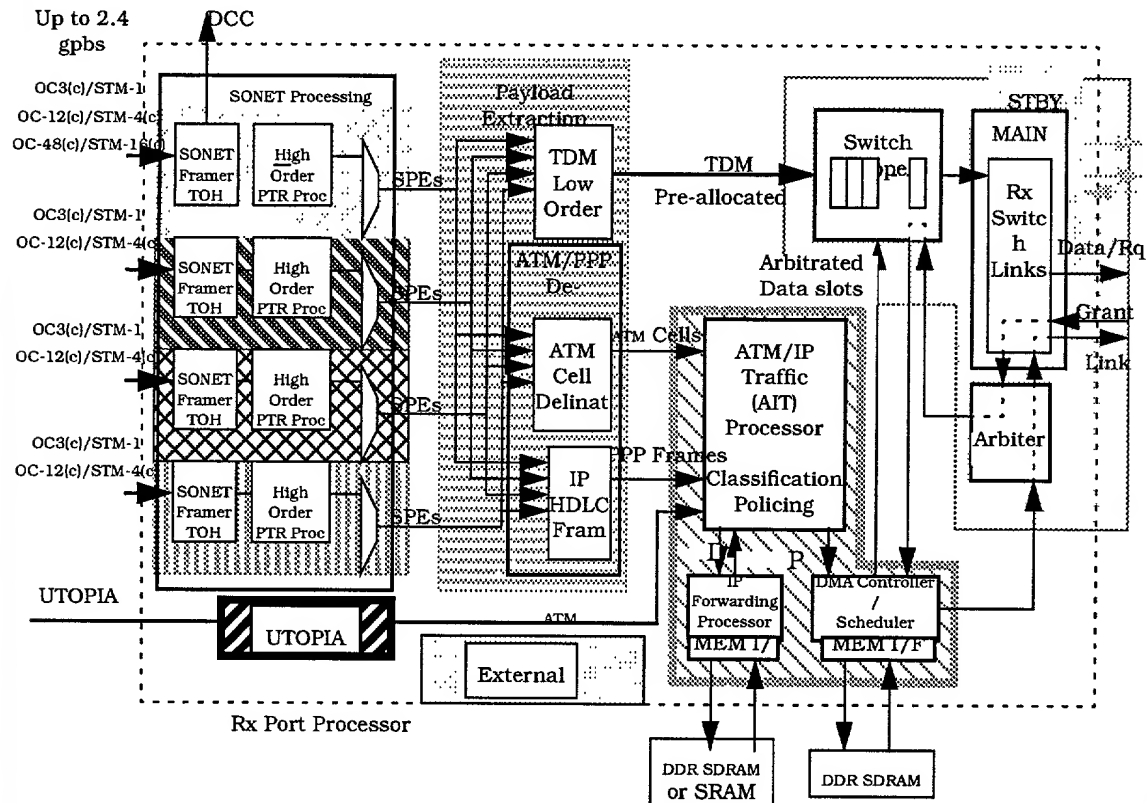 Up to 2.4
gpbs
DCC
OC3(c)/STM-1
OC-12(c)/STM-4(c
OC-48(c)/STM-16(c)
SONET Processing
SONET
Framer
TOH
High
Order
PTR Proc
SPEs
OC3(c)/STM-1
OC-12(c)/STM-4(c
SONET
Framer
TOH
High
Order
PTR Proc
SPEs
OC3(c)/STM-1
OC-12(c)/STM-4(c
SONET
Framer
TOH
High
Order
PTR Proc
SPEs
OC3(c)/STM-1
OC-12(c)/STM-4(c
SONET
Framer
TOH
High
Order
PTR Proc
SPEs
UTOPIA
UTOPIA
Payload
Extraction
TDM
Low
Order
ATM/PPP
De-
ATM
Cell
Delinat
IP
HDLC
Fram
TDM
Pre-allocated
ATM Cells
PPP Frames
ATM
ATM/IP
Traffic
(AIT)
Processor
Classification
Policing
P
IP
Forwarding
Processor
MEM I/
DMA Controller
/
Scheduler
MEM I/F
Switch
Arbitrated
Data slots
STBY
MAIN
Rx
Switc
h
Links
Data/Rq
Grant
Link
Arbiter
External
Rx Port Processor
DDR SDRAM
or SRAM
DDR SDRAM